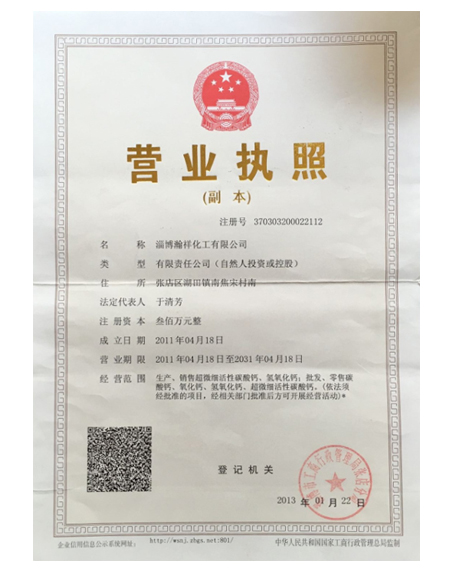 营业执照
(副 本)
注册号 370303200022112
名 称 淄博瀚祥化工有限公司
类 型 有限责任公司（自然人投资或控股）
住 所 张店区湖田镇南焦宋村南
法定代表人 于清芳
注 册 资 本 叁佰万元整
成 立 日 期 2011年04月18日
营 业 期 限 2011年04月18日至2031年04月18日
经 营 范 围 生产、销售超微细活性碳酸钙、氢氧化钙；批发、零售碳
酸钙、氧化钙、氢氧化钙、超微细活性碳酸钙。(依法须
经批准的项目，经相关部门批准后方可开展经营活动)*
登 记 机 关
2013 年 01 月 22 日
企业信用信息公示系统网址： 中华人民共和国国家工商行政管理总局监制